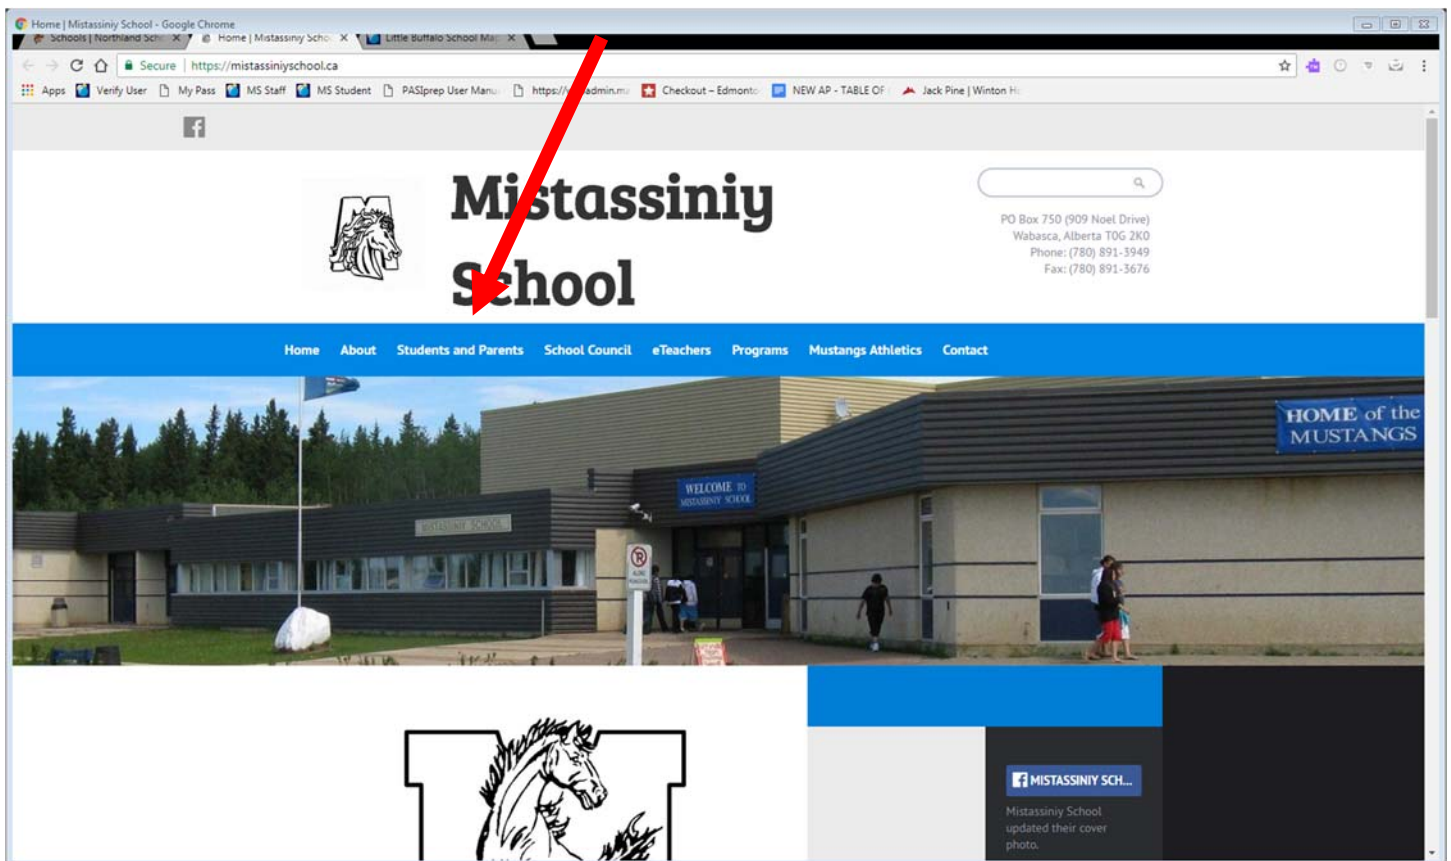 Home | Mistassiniy School - Google Chrome
Schools | Northland Scho
Home | Mistassiniy Scho
Little Buffalo School Map
Secure | https://mistassiniyschool.ca
Apps Verify User My Pass MS Staff MS Student PASIprep User Manu https:// admin.m Checkout – Edmonto NEW AP - TABLE OF Jack Pine | Winton H
Mistassiniy
School
PO Box 750 (909 Noel Drive)
Wabasca, Alberta T0G 2K0
Phone: (780) 891-3949
Fax: (780) 891-3676
Home About Students and Parents School Council eTeachers Programs Mustangs Athletics Contact
HOME of the
MUSTANGS
WELCOME TO
MISTASSINIY SCHOOL
MISTASSINIY SCHOOL
MISTASSINIY SCH...
Mistassiniy School
updated their cover
photo.